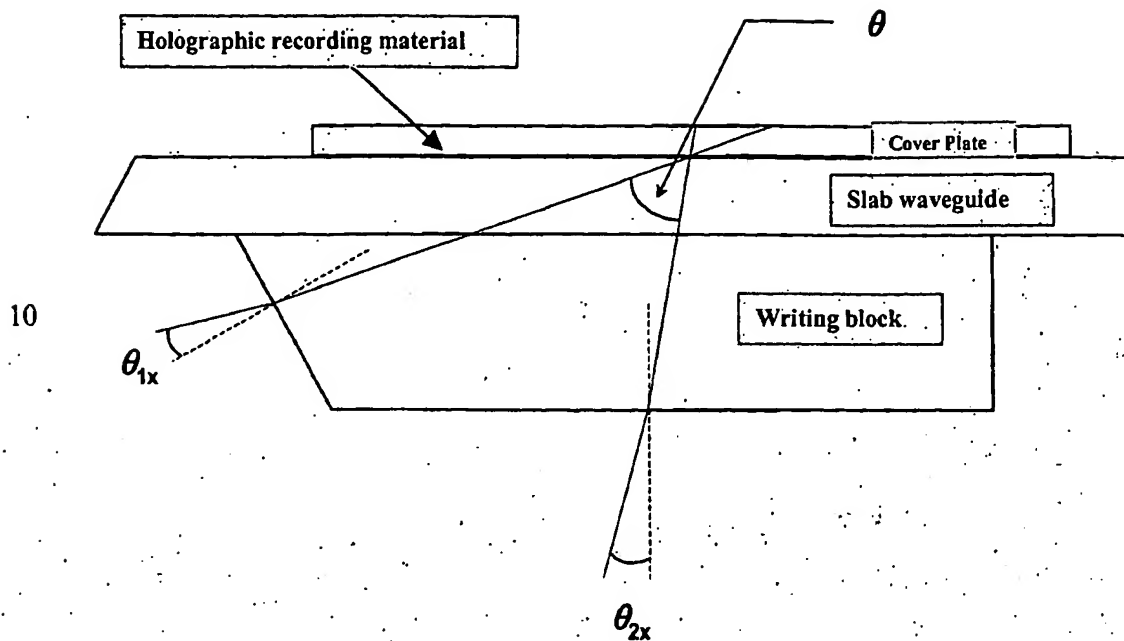 θ
Holographic recording material
Cover Plate
Slab waveguide
10
Writing block.
θ1x
θ2x